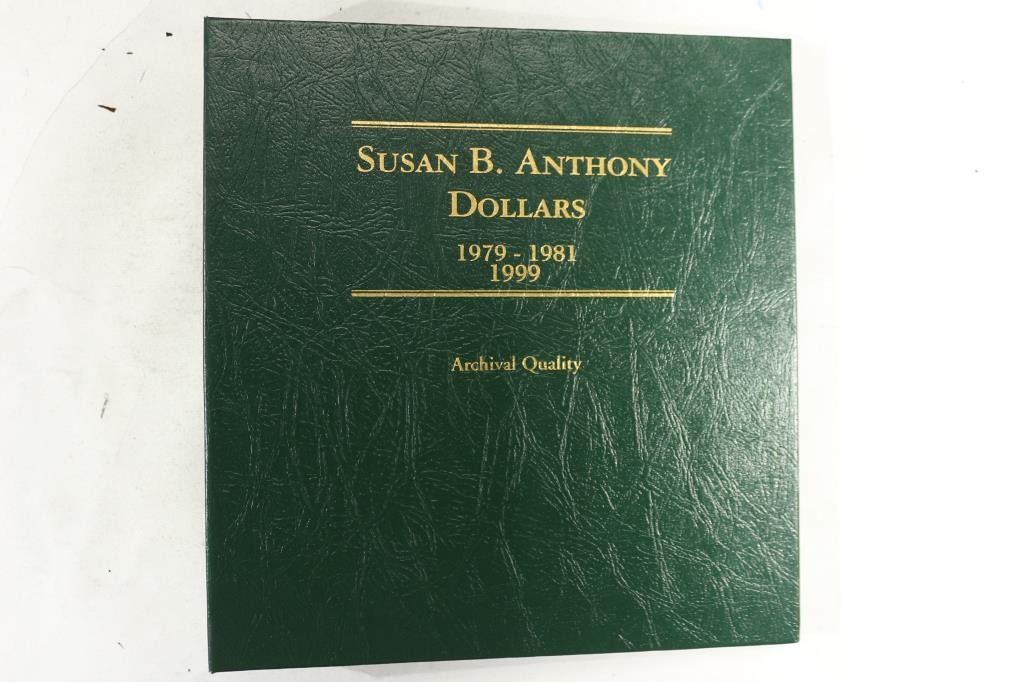 SUSAN B. ANTHONY
DOLLARS
1979 - 1981
1999
Archival Quality